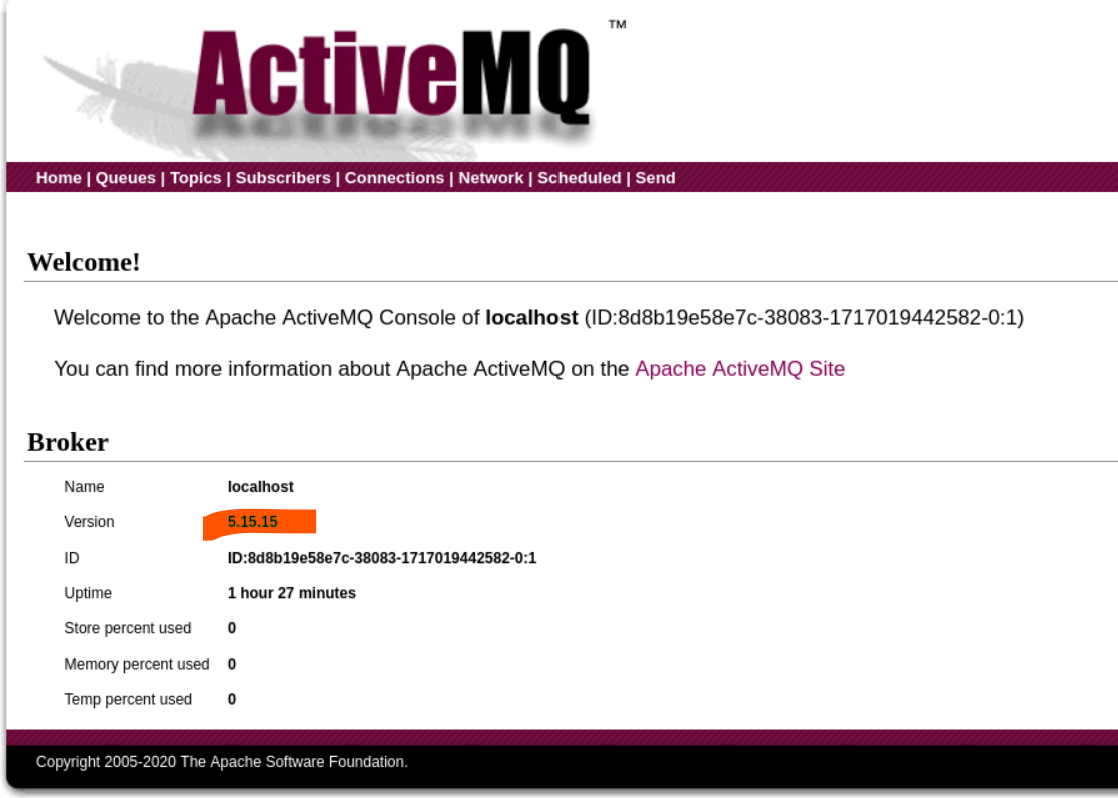 ActiveMQ ™
Home | Queues | Topics | Subscribers | Connections | Network | Scheduled | Send
Welcome!
Welcome to the Apache ActiveMQ Console of localhost (ID:8d8b19e58e7c-38083-1717019442582-0:1)
You can find more information about Apache ActiveMQ on the Apache ActiveMQ Site
Broker
Name localhost
Version 5.15.15
ID ID:8d8b19e58e7c-38083-1717019442582-0:1
Uptime 1 hour 27 minutes
Store percent used 0
Memory percent used 0
Temp percent used 0
Copyright 2005-2020 The Apache Software Foundation.